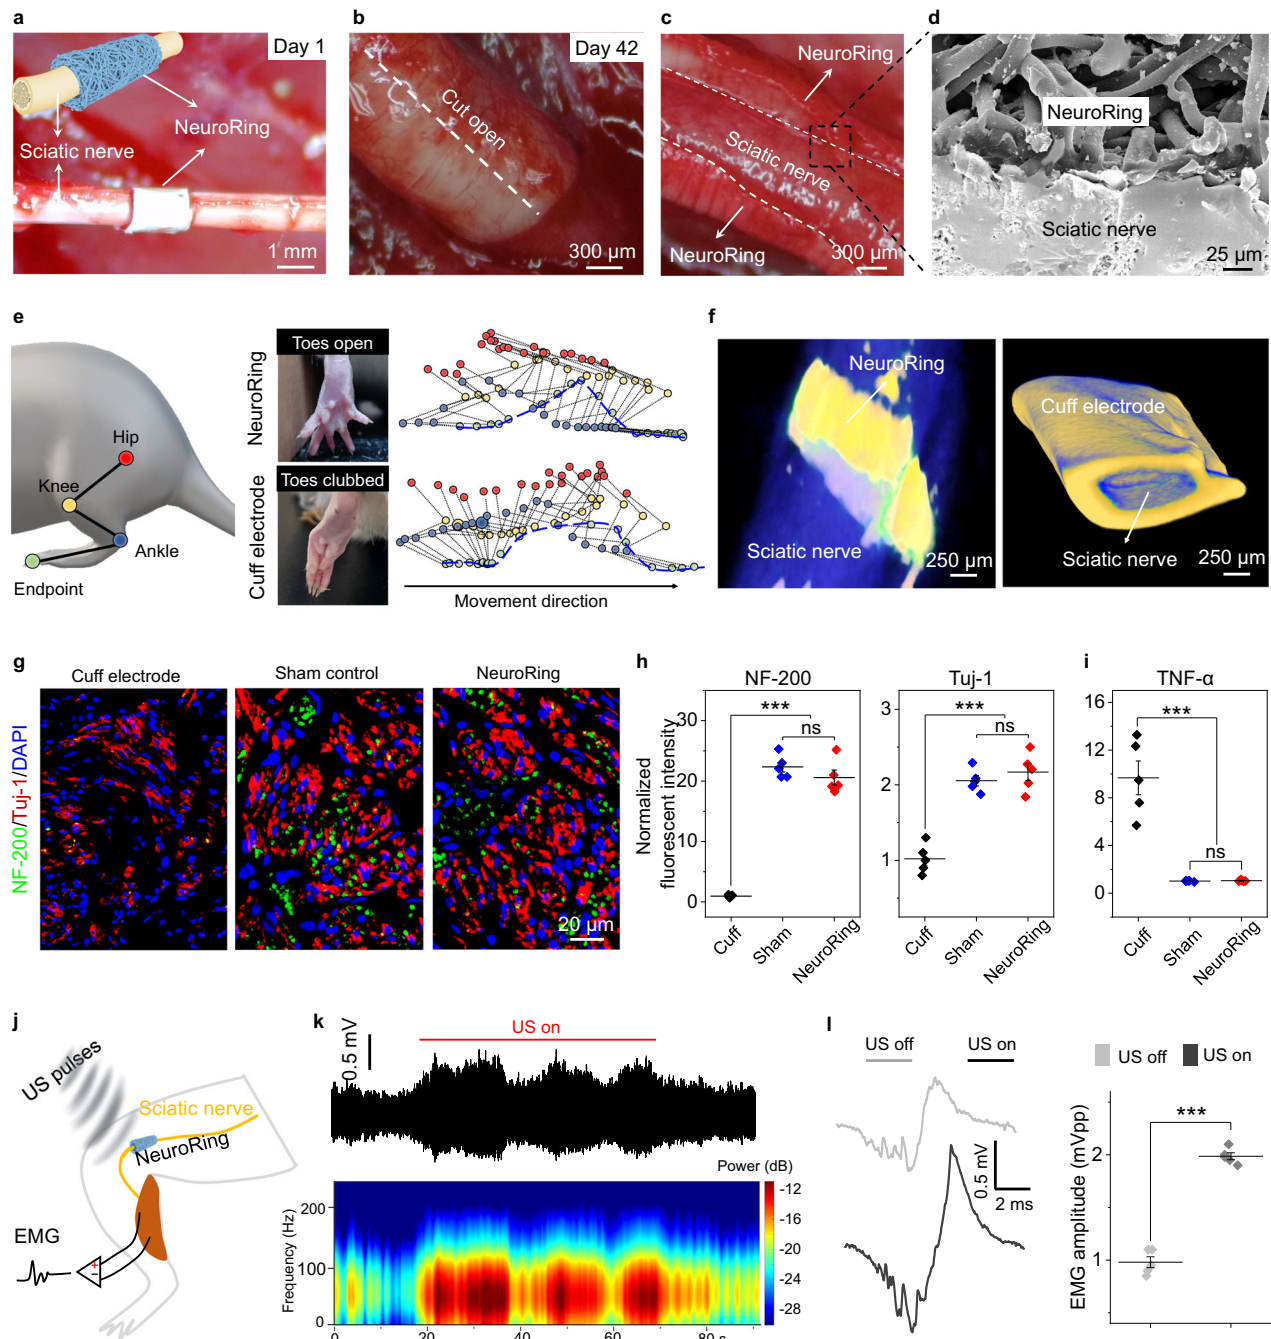 a
Day 1
NeuroRing
Sciatic nerve
1 mm
b
Day 42
Cut open
300 μm
c
NeuroRing
Sciatic nerve
NeuroRing
300 μm
d
NeuroRing
Sciatic nerve
25 μm
e
Hip
Knee
Ankle
Endpoint
NeuroRing
Toes open
Cuff electrode
Toes clubbed
Movement direction
f
NeuroRing
Sciatic nerve
250 μm
Cuff electrode
Sciatic nerve
250 μm
g
Cuff electrode
Sham control
NeuroRing
NF-200/Tuj-1/DAPI
20 μm
h
NF-200
Normalized
fluorescent intensity
30
20
10
0
***
ns
Cuff
Sham
NeuroRing
Tuj-1
3
2
1
***
ns
Cuff
Sham
NeuroRing
i
TNF-α
16
12
8
4
0
***
ns
Cuff
Sham
NeuroRing
j
US pulses
Sciatic nerve
NeuroRing
EMG
+
−
k
0.5 mV
US on
Power (dB)
-12
-16
-20
-24
-28
Frequency (Hz)
200
100
0
0 20 40 60 80 s
l
US off
US on
0.5 mV
2 ms
US off
US on
EMG amplitude (mVpp)
2
1
***